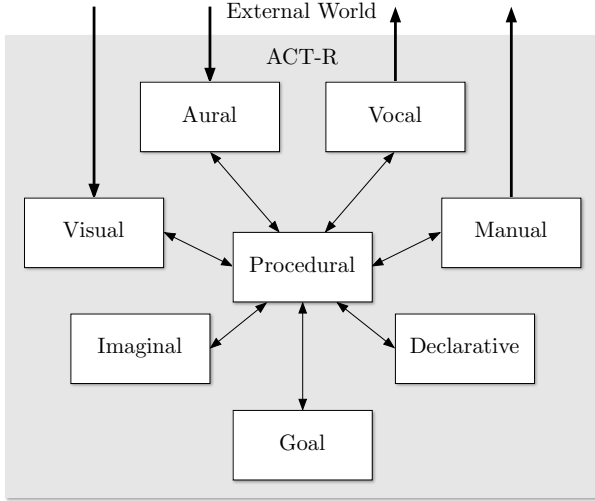 External World
ACT-R
Aural
Vocal
Visual
Manual
Procedural
Imaginal
Declarative
Goal